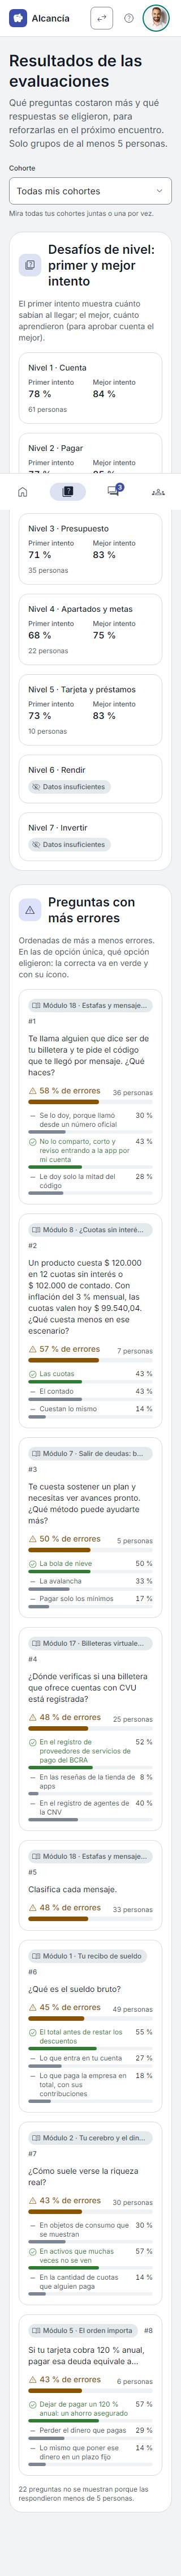 Alcancía
Resultados de las
evaluaciones
Qué preguntas costaron más y qué
respuestas se eligieron, para
reforzarlas en el próximo encuentro.
Solo grupos de al menos 5 personas.
Cohorte
Todas mis cohortes
Mira todas tus cohortes juntas o una por vez.
Desafíos de nivel:
primer y mejor
intento
El primer intento muestra cuánto
sabían al llegar; el mejor, cuánto
aprendieron (para aprobar cuenta el
mejor).
Nivel 1 · Cuenta
Primer intento Mejor intento
78 % 84 %
61 personas
Nivel 2 · Pagar
Primer intento Mejor intento
3
Nivel 3 · Presupuesto
Primer intento Mejor intento
71 % 83 %
35 personas
Nivel 4 · Apartados y metas
Primer intento Mejor intento
68 % 75 %
22 personas
Nivel 5 · Tarjeta y préstamos
Primer intento Mejor intento
73 % 83 %
10 personas
Nivel 6 · Rendir
Datos insuficientes
Nivel 7 · Invertir
Datos insuficientes
Preguntas con
más errores
Ordenadas de más a menos errores.
En las de opción única, qué opción
eligieron: la correcta va en verde y
con su ícono.
Módulo 18 · Estafas y mensaje...
#1
Te llama alguien que dice ser de
tu billetera y te pide el código
que te llegó por mensaje. ¿Qué
haces?
58 % de errores 36 personas
Se lo doy, porque llamó 30 %
desde un número oficial
No lo comparto, corto y 43 %
reviso entrando a la app por
mi cuenta
Le doy solo la mitad del 28 %
código
Módulo 8 · ¿Cuotas sin interé...
#2
Un producto cuesta $ 120.000
en 12 cuotas sin interés o
$ 102.000 de contado. Con
inflación del 3 % mensual, las
cuotas valen hoy $ 99.540,04.
¿Qué cuesta menos en ese
escenario?
57 % de errores 7 personas
Las cuotas 43 %
El contado 43 %
Cuestan lo mismo 14 %
Módulo 7 · Salir de deudas: b...
#3
Te cuesta sostener un plan y
necesitas ver avances pronto.
¿Qué método puede ayudarte
más?
50 % de errores 5 personas
La bola de nieve 50 %
La avalancha 33 %
Pagar solo los mínimos 17 %
Módulo 17 · Billeteras virtuale...
#4
¿Dónde verificas si una billetera
que ofrece cuentas con CVU
está registrada?
48 % de errores 25 personas
En el registro de 52 %
proveedores de servicios de
pago del BCRA
En las reseñas de la tienda de 8 %
apps
En el registro de agentes de 40 %
la CNV
Módulo 18 · Estafas y mensaje...
#5
Clasifica cada mensaje.
48 % de errores 33 personas
Módulo 1 · Tu recibo de sueldo
#6
¿Qué es el sueldo bruto?
45 % de errores 49 personas
El total antes de restar los 55 %
descuentos
Lo que entra en tu cuenta 27 %
Lo que paga la empresa en 18 %
total, con sus
contribuciones
Módulo 2 · Tu cerebro y el din...
#7
¿Cómo suele verse la riqueza
real?
43 % de errores 30 personas
En objetos de consumo que 30 %
se muestran
En activos que muchas 57 %
veces no se ven
En la cantidad de cuotas 14 %
que alguien paga
Módulo 5 · El orden importa #8
Si tu tarjeta cobra 120 % anual,
pagar esa deuda equivale a...
43 % de errores 6 personas
Dejar de pagar un 120 % 57 %
anual: un ahorro asegurado
Perder el dinero que pagas 29 %
Lo mismo que poner ese 14 %
dinero en un plazo fijo
22 preguntas no se muestran porque las
respondieron menos de 5 personas.